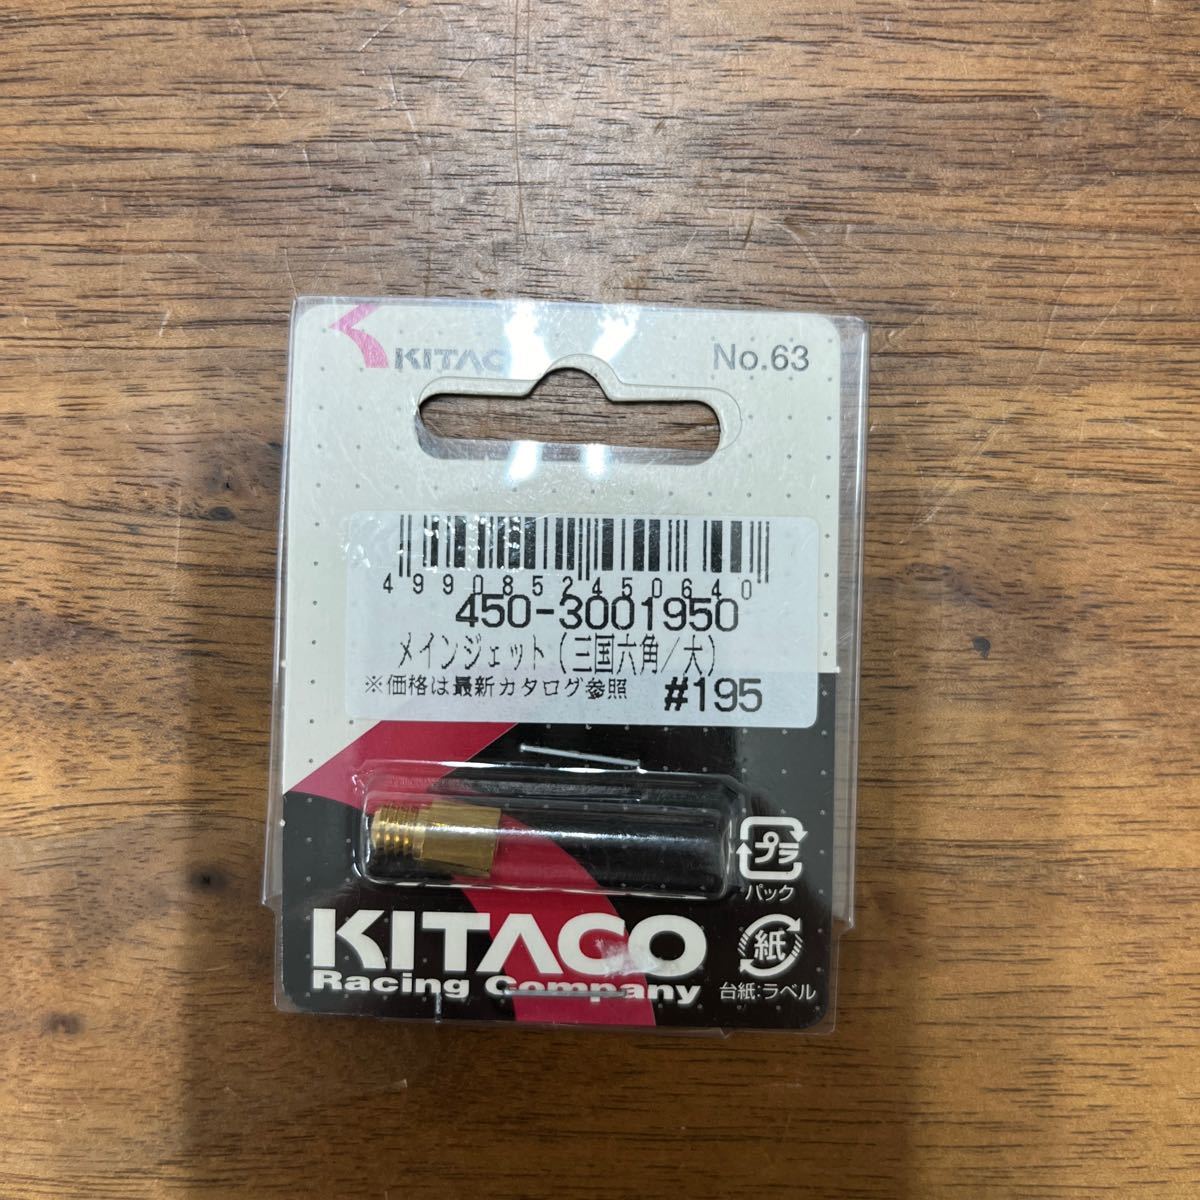 KITAC
No.63
4990852450640
450-3001950
メインジェット(三国六角/大)
※価格は最新カタログ参照 #195
プラ
パック
KITACO
Racing Company
紙
台紙:ラベル